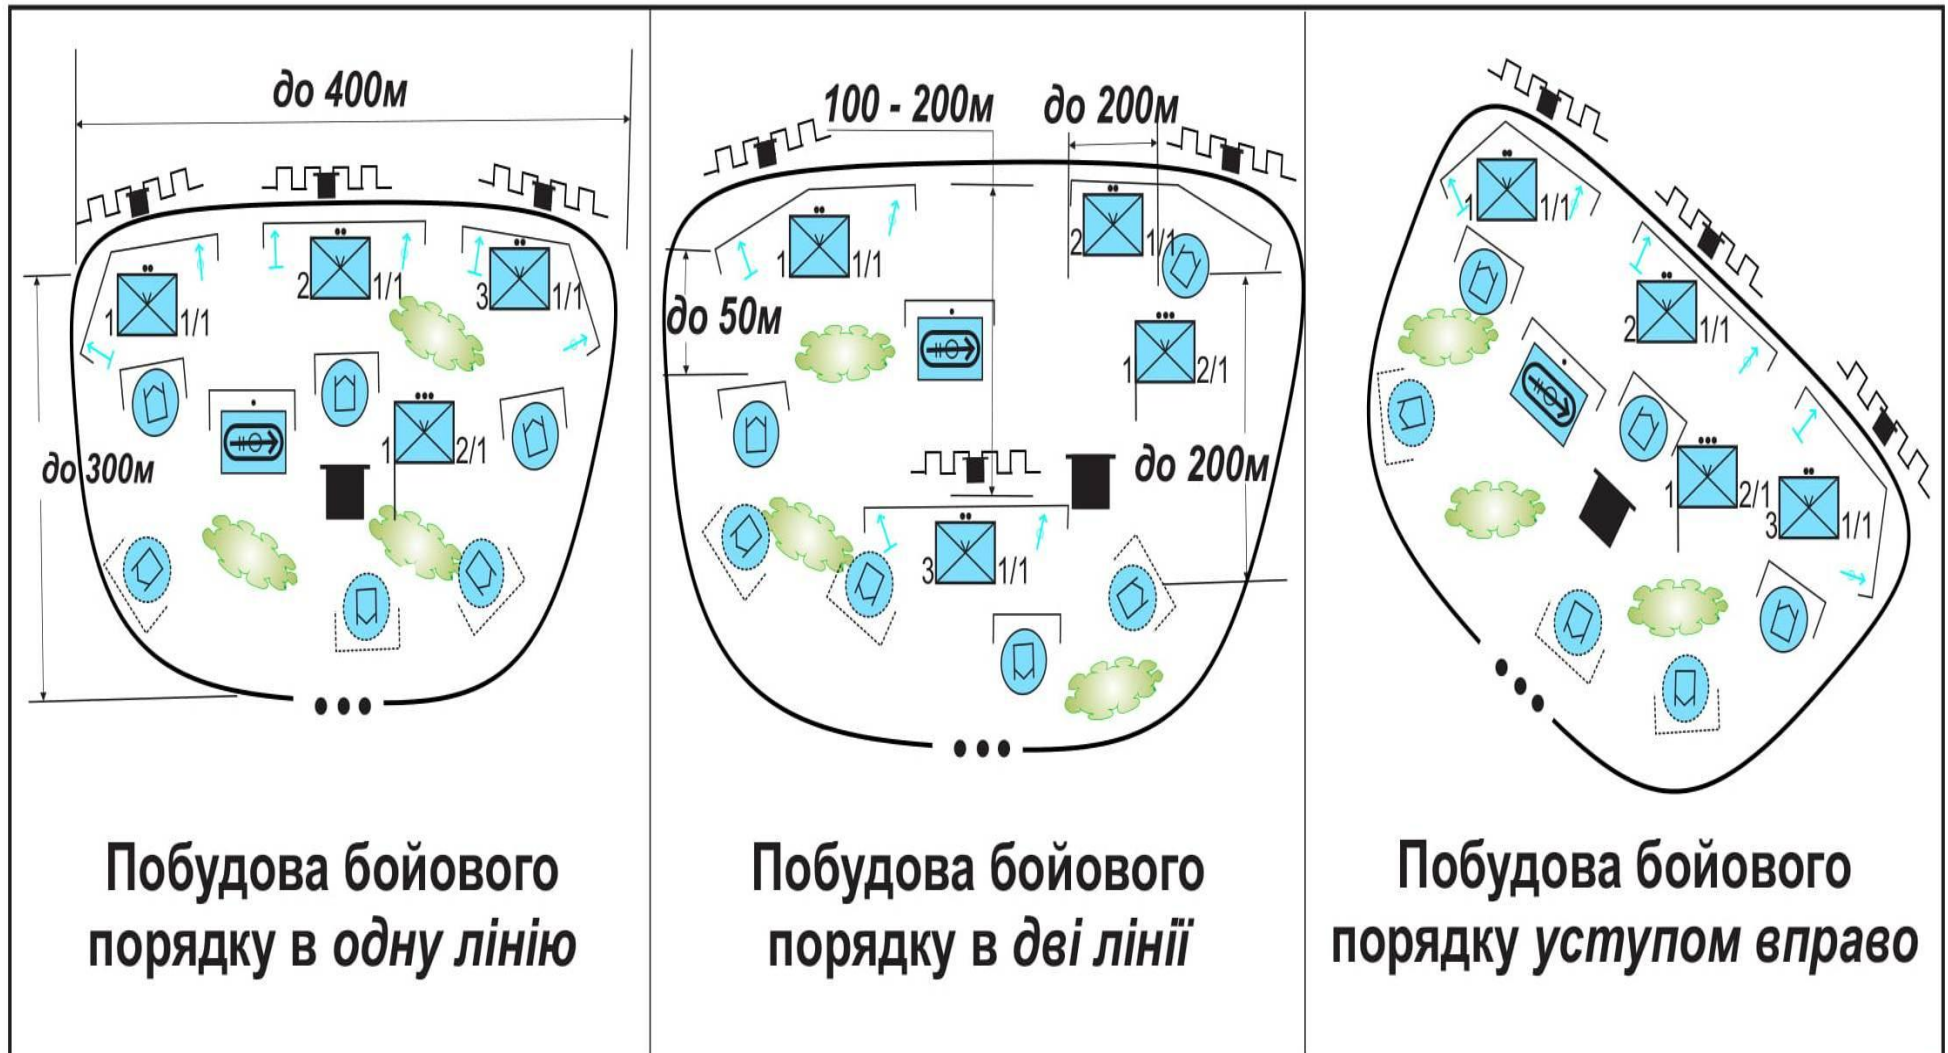 до 400м
1 1/1
2 1/1
3 1/1
1 2/1
до 300м
Побудова бойового
порядку в одну лінію
100 - 200м
до 200м
1 1/1
2 1/1
до 50м
1 2/1
до 200м
3 1/1
Побудова бойового
порядку в дві лінії
1 1/1
2 1/1
1 2/1
3 1/1
Побудова бойового
порядку уступом вправо